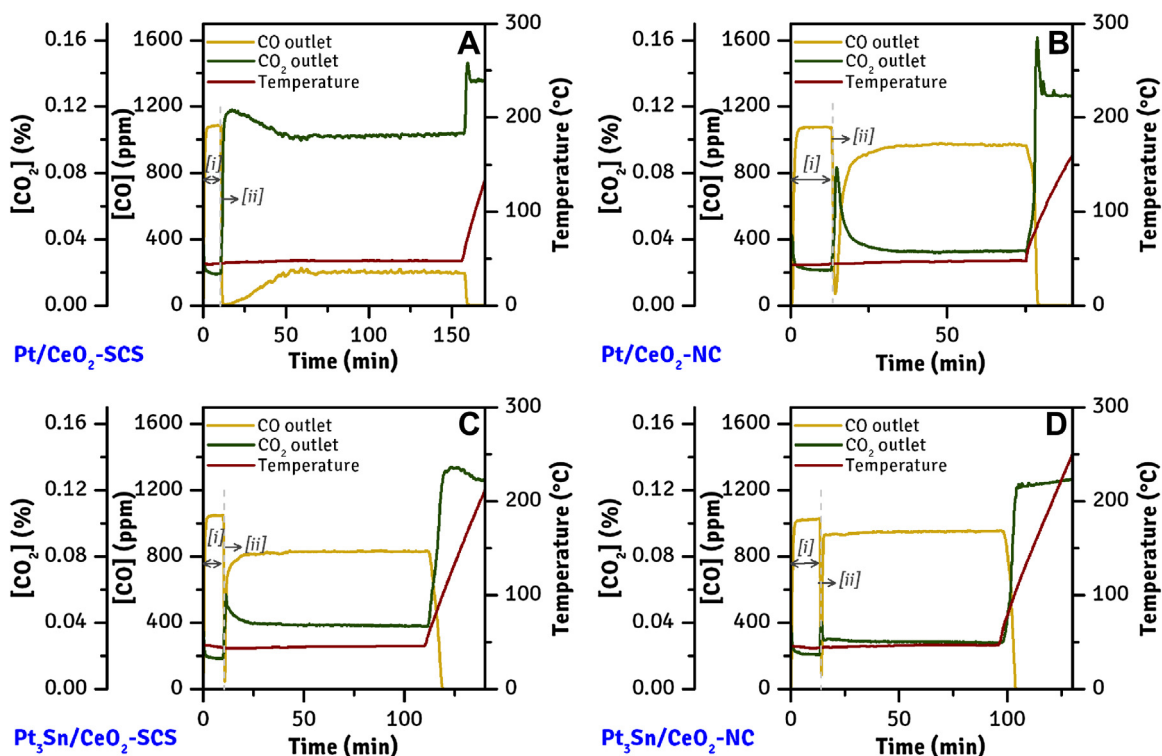 A
CO outlet
CO₂ outlet
Temperature
[i]
[ii]
[CO₂] (%)
0.16
0.12
0.08
0.04
0.00
[CO] (ppm)
1600
1200
800
400
0
Temperature (°C)
300
200
100
0
0 50 100 150
Time (min)
Pt/CeO₂-SCS
B
CO outlet
CO₂ outlet
Temperature
[i]
[ii]
[CO₂] (%)
0.16
0.12
0.08
0.04
0.00
[CO] (ppm)
1600
1200
800
400
0
Temperature (°C)
300
200
100
0
0 50
Time (min)
Pt/CeO₂-NC
C
CO outlet
CO₂ outlet
Temperature
[i]
[ii]
[CO₂] (%)
0.16
0.12
0.08
0.04
0.00
[CO] (ppm)
1600
1200
800
400
0
Temperature (°C)
300
200
100
0
0 50 100
Time (min)
Pt₃Sn/CeO₂-SCS
D
CO outlet
CO₂ outlet
Temperature
[i]
[ii]
[CO₂] (%)
0.16
0.12
0.08
0.04
0.00
[CO] (ppm)
1600
1200
800
400
0
Temperature (°C)
300
200
100
0
0 50 100
Time (min)
Pt₃Sn/CeO₂-NC